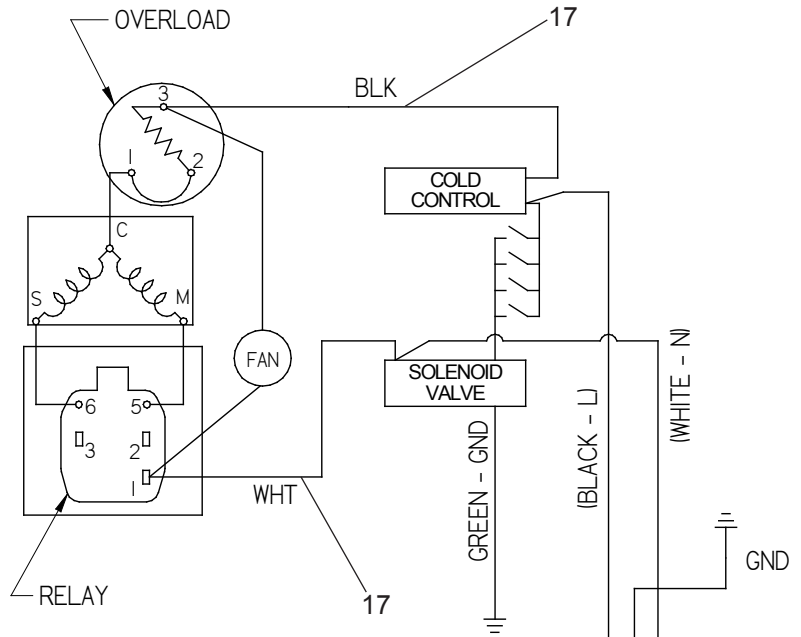 OVERLOAD
17
BLK
3
1
2
COLD
CONTROL
C
S
M
FAN
SOLENOID
VALVE
6
5
3
2
1
WHT
GREEN - GND
(BLACK - L)
(WHITE - N)
GND
RELAY
17